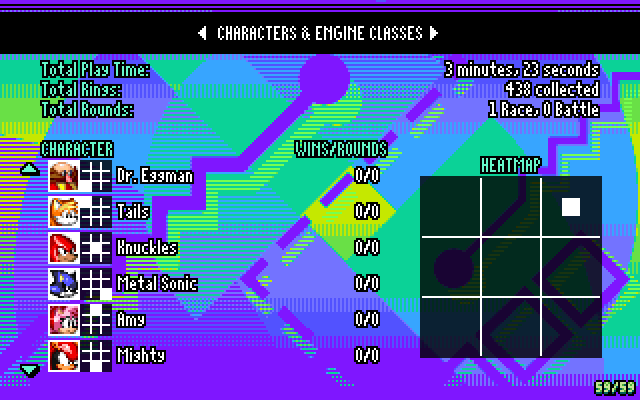 CHARACTERS & ENGINE CLASSES
Total Play Time: 3 minutes, 23 seconds
Total Rings: 438 collected
Total Rounds: 1 Race, 0 Battle
CHARACTER WINS/ROUNDS HEATMAP
Dr. Eggman 0/0
Tails 0/0
Knuckles 0/0
Metal Sonic 0/0
Amy 0/0
Mighty 0/0
59/59